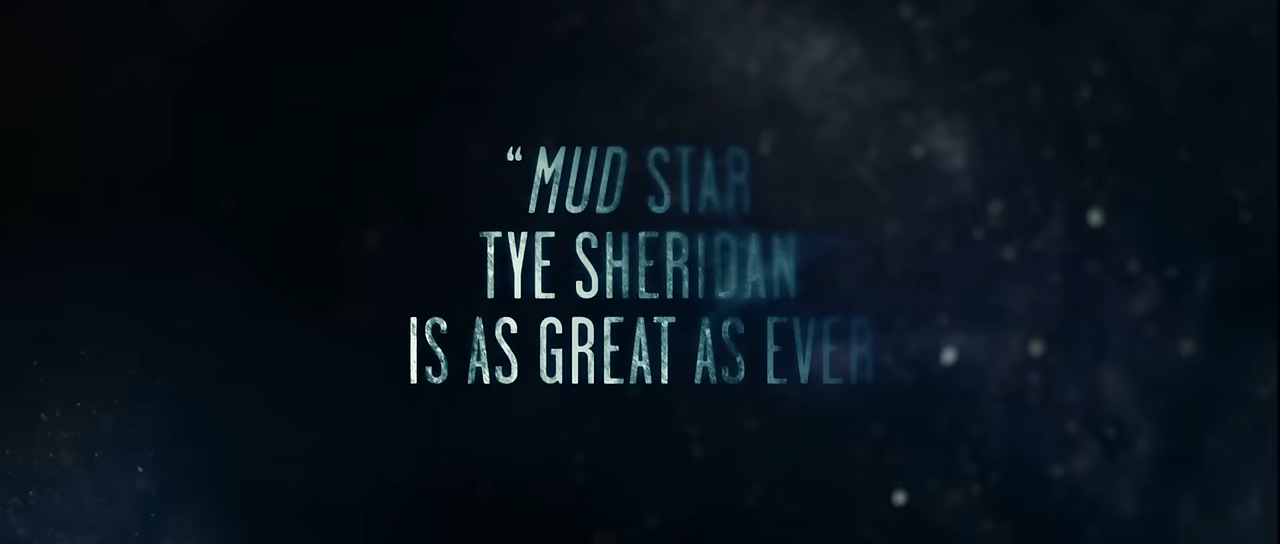 “MUD STAR
TYE SHERIDAN
IS AS GREAT AS EVER